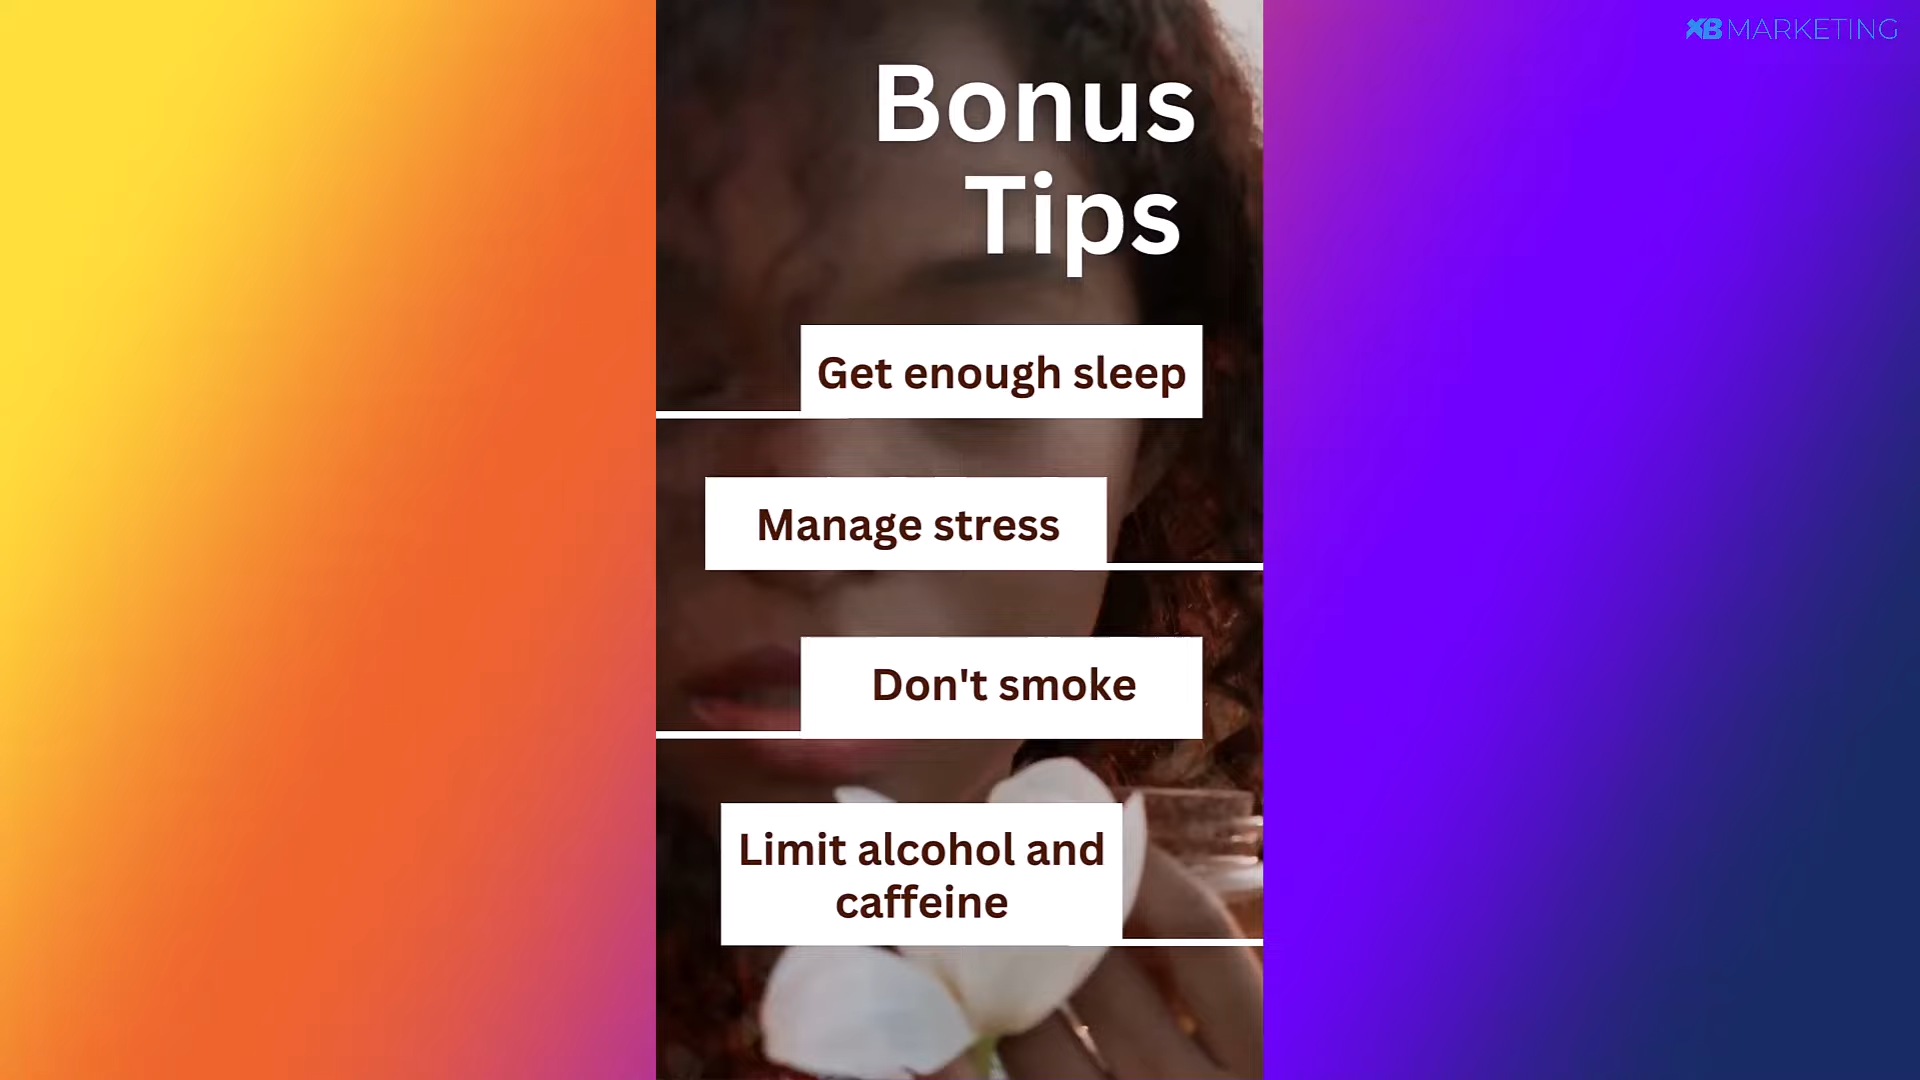 XB MARKETING
Bonus
Tips
Get enough sleep
Manage stress
Don't smoke
Limit alcohol and
caffeine